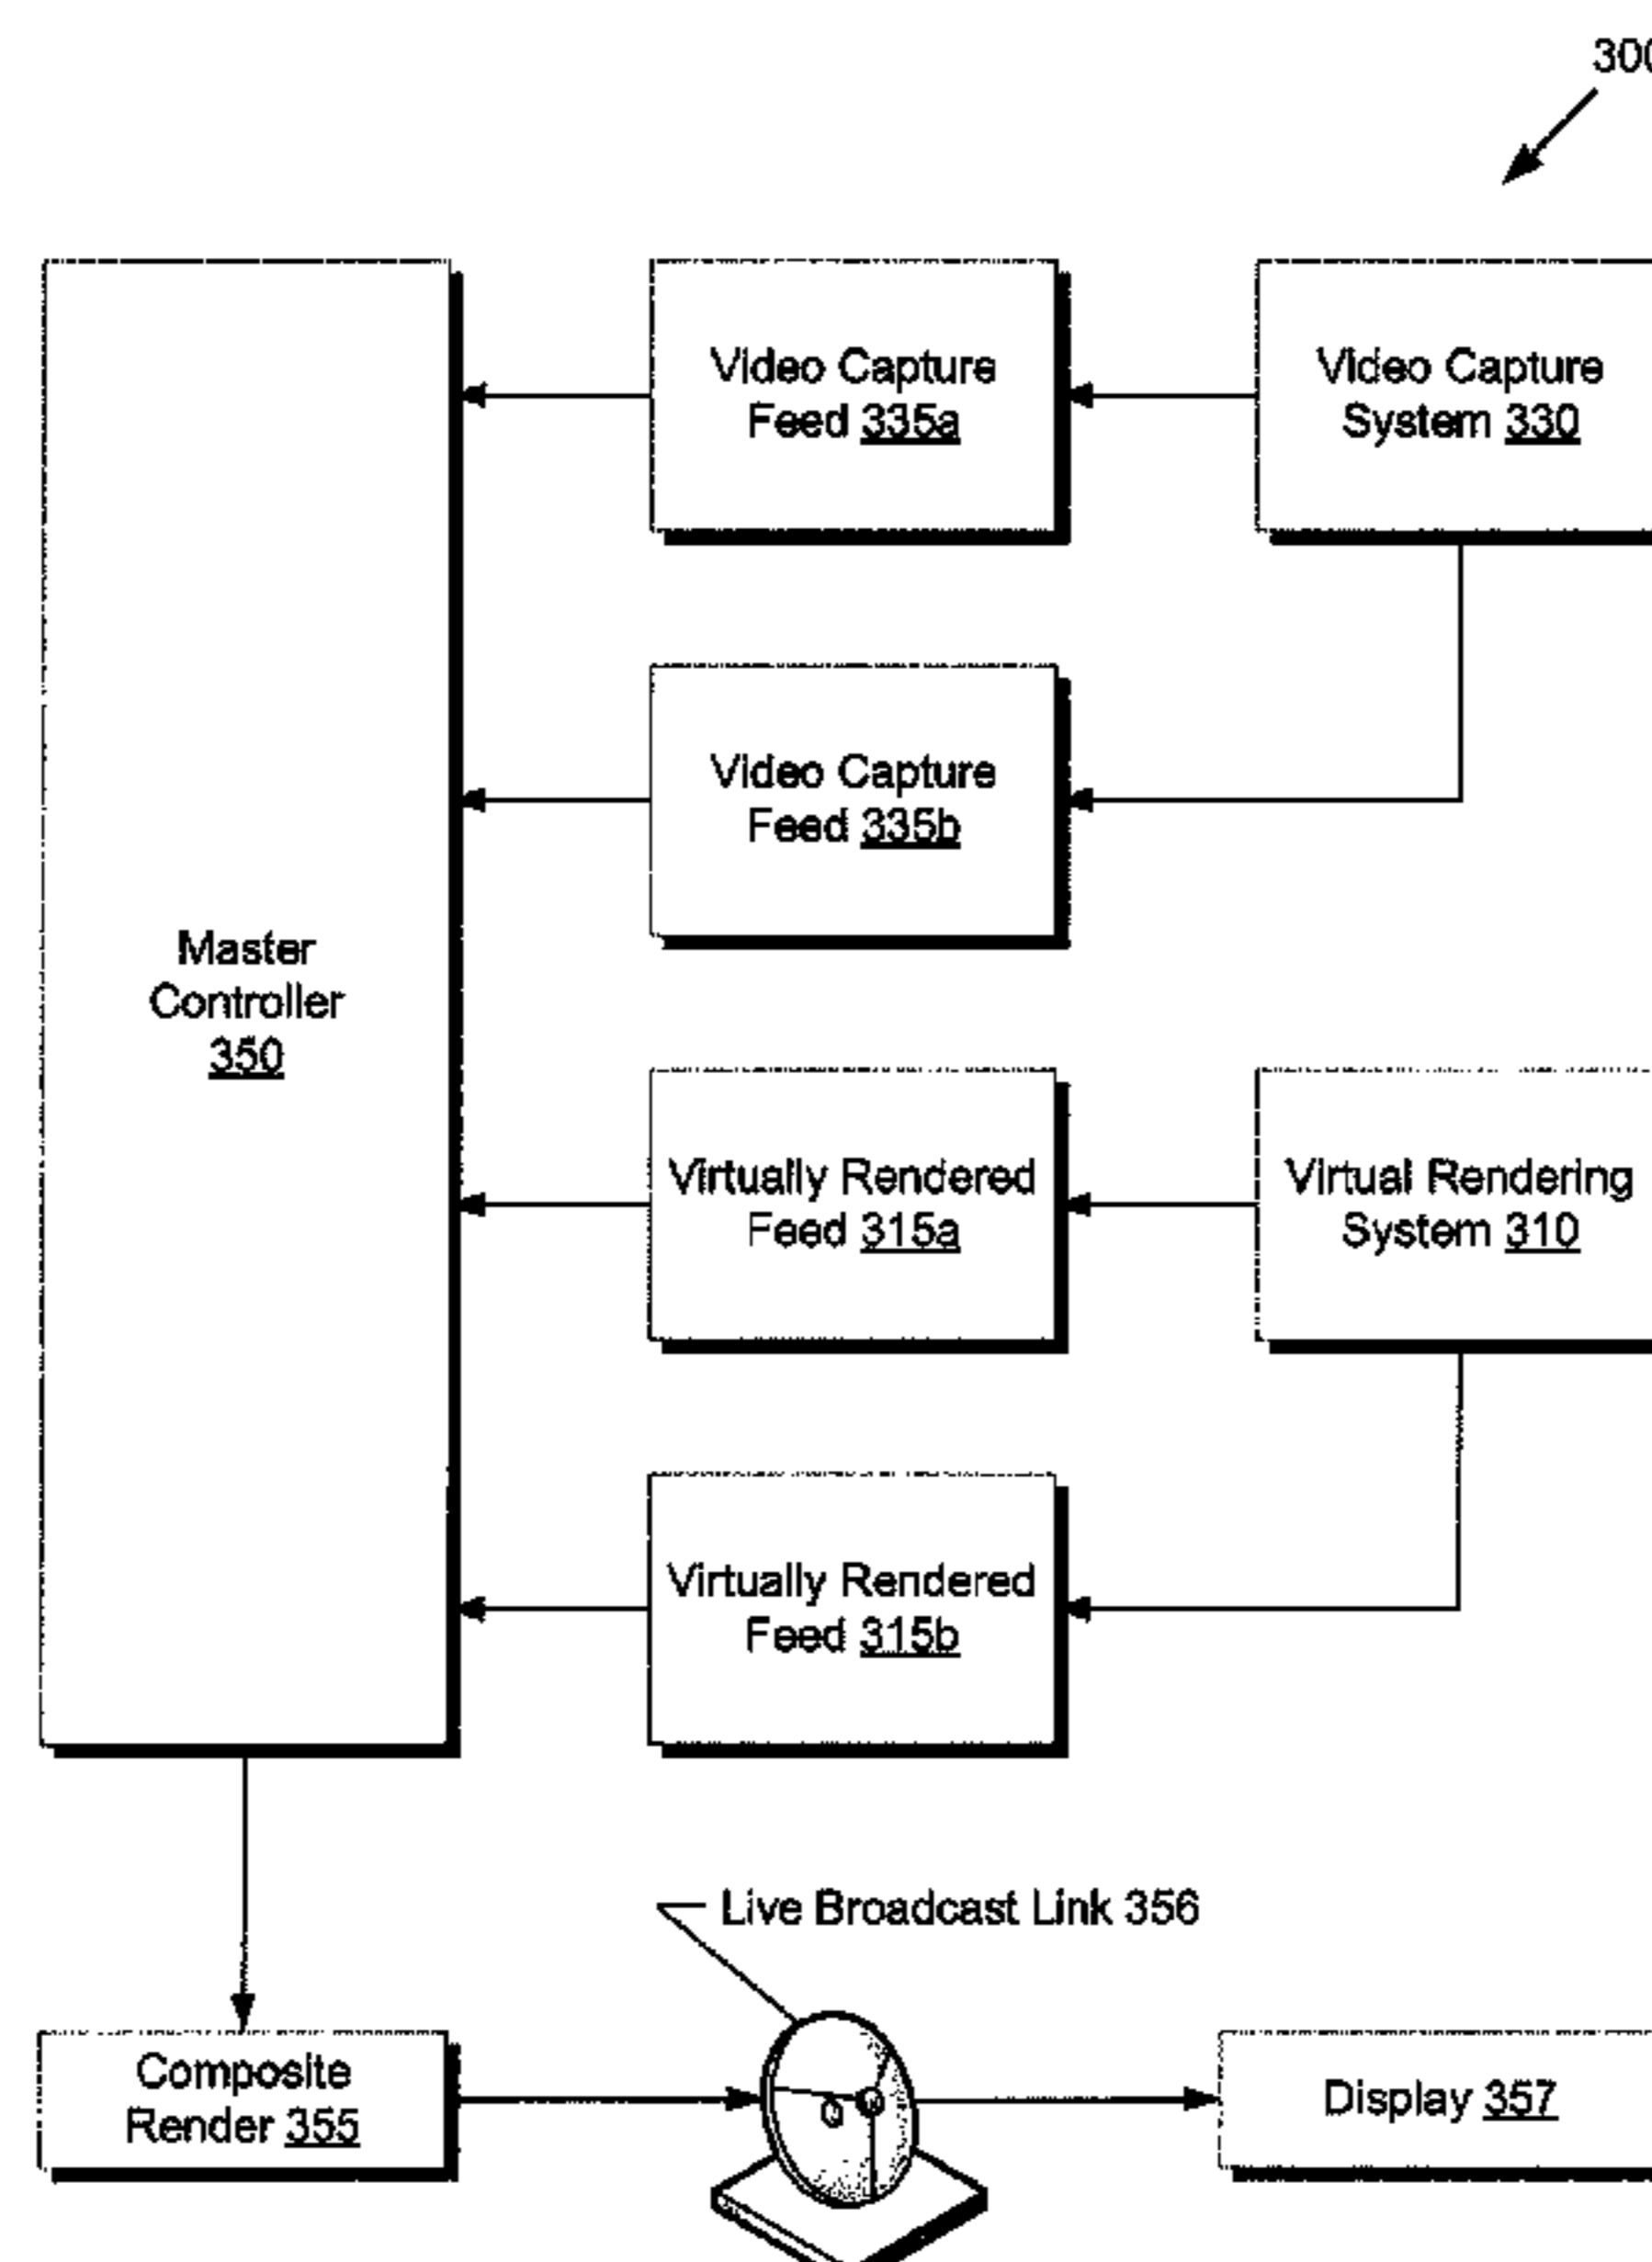 300
Video Capture
Feed 335a
Video Capture
System 330
Video Capture
Feed 335b
Master
Controller
350
Virtually Rendered
Feed 315a
Virtual Rendering
System 310
Virtually Rendered
Feed 315b
Live Broadcast Link 356
Composite
Render 355
Display 357